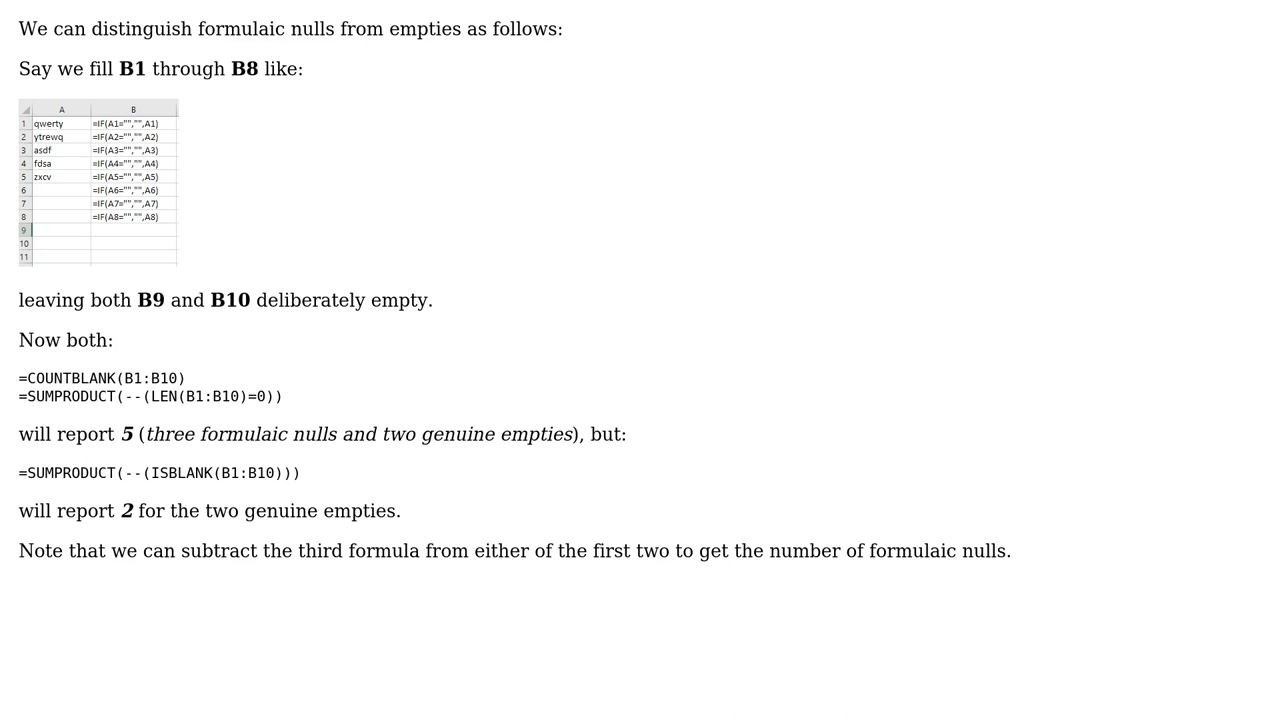 We can distinguish formulaic nulls from empties as follows:
Say we fill B1 through B8 like:
A B
1 qwerty =IF(A1="","",A1)
2 ytrewq =IF(A2="","",A2)
3 asdf =IF(A3="","",A3)
4 fdsa =IF(A4="","",A4)
5 zxcv =IF(A5="","",A5)
6 =IF(A6="","",A6)
7 =IF(A7="","",A7)
8 =IF(A8="","",A8)
9
10
11
leaving both B9 and B10 deliberately empty.
Now both:
=COUNTBLANK(B1:B10)
=SUMPRODUCT(--(LEN(B1:B10)=0))
will report 5 (three formulaic nulls and two genuine empties), but:
=SUMPRODUCT(--(ISBLANK(B1:B10)))
will report 2 for the two genuine empties.
Note that we can subtract the third formula from either of the first two to get the number of formulaic nulls.